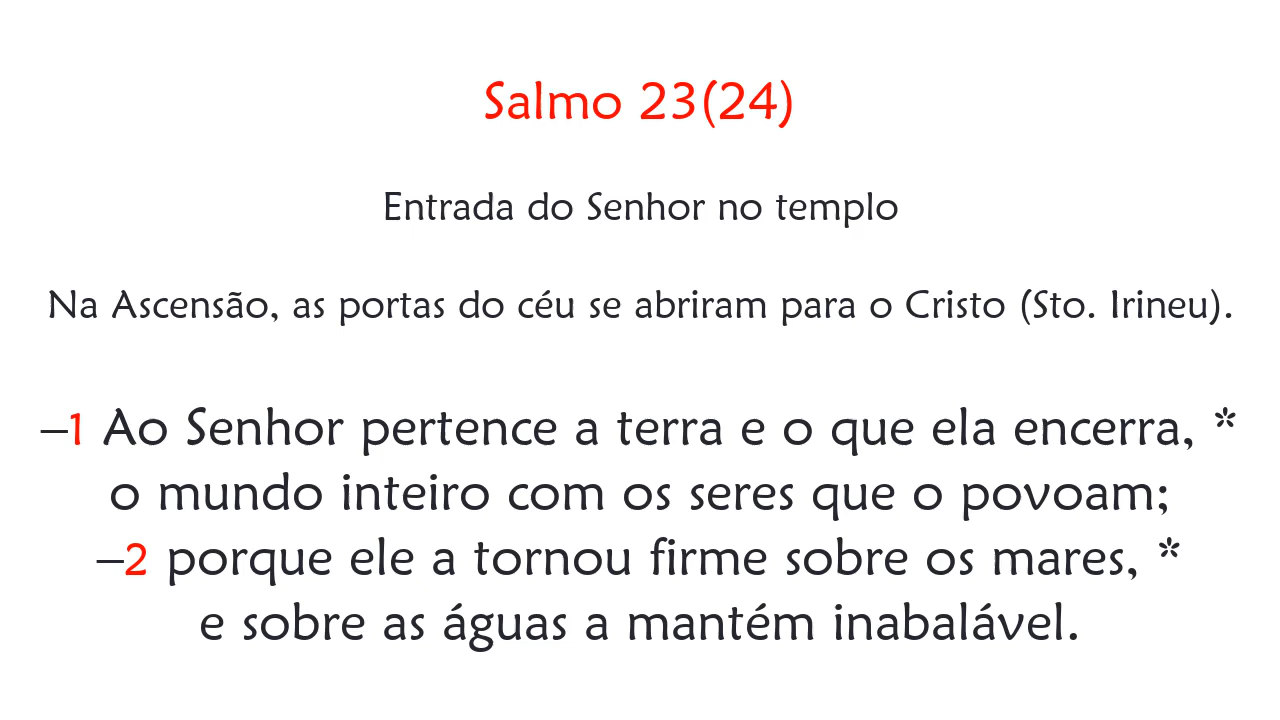 Salmo 23(24)
Entrada do Senhor no templo
Na Ascensão, as portas do céu se abriram para o Cristo (Sto. Irineu).
–1 Ao Senhor pertence a terra e o que ela encerra, *
o mundo inteiro com os seres que o povoam;
–2 porque ele a tornou firme sobre os mares, *
e sobre as águas a mantém inabalável.